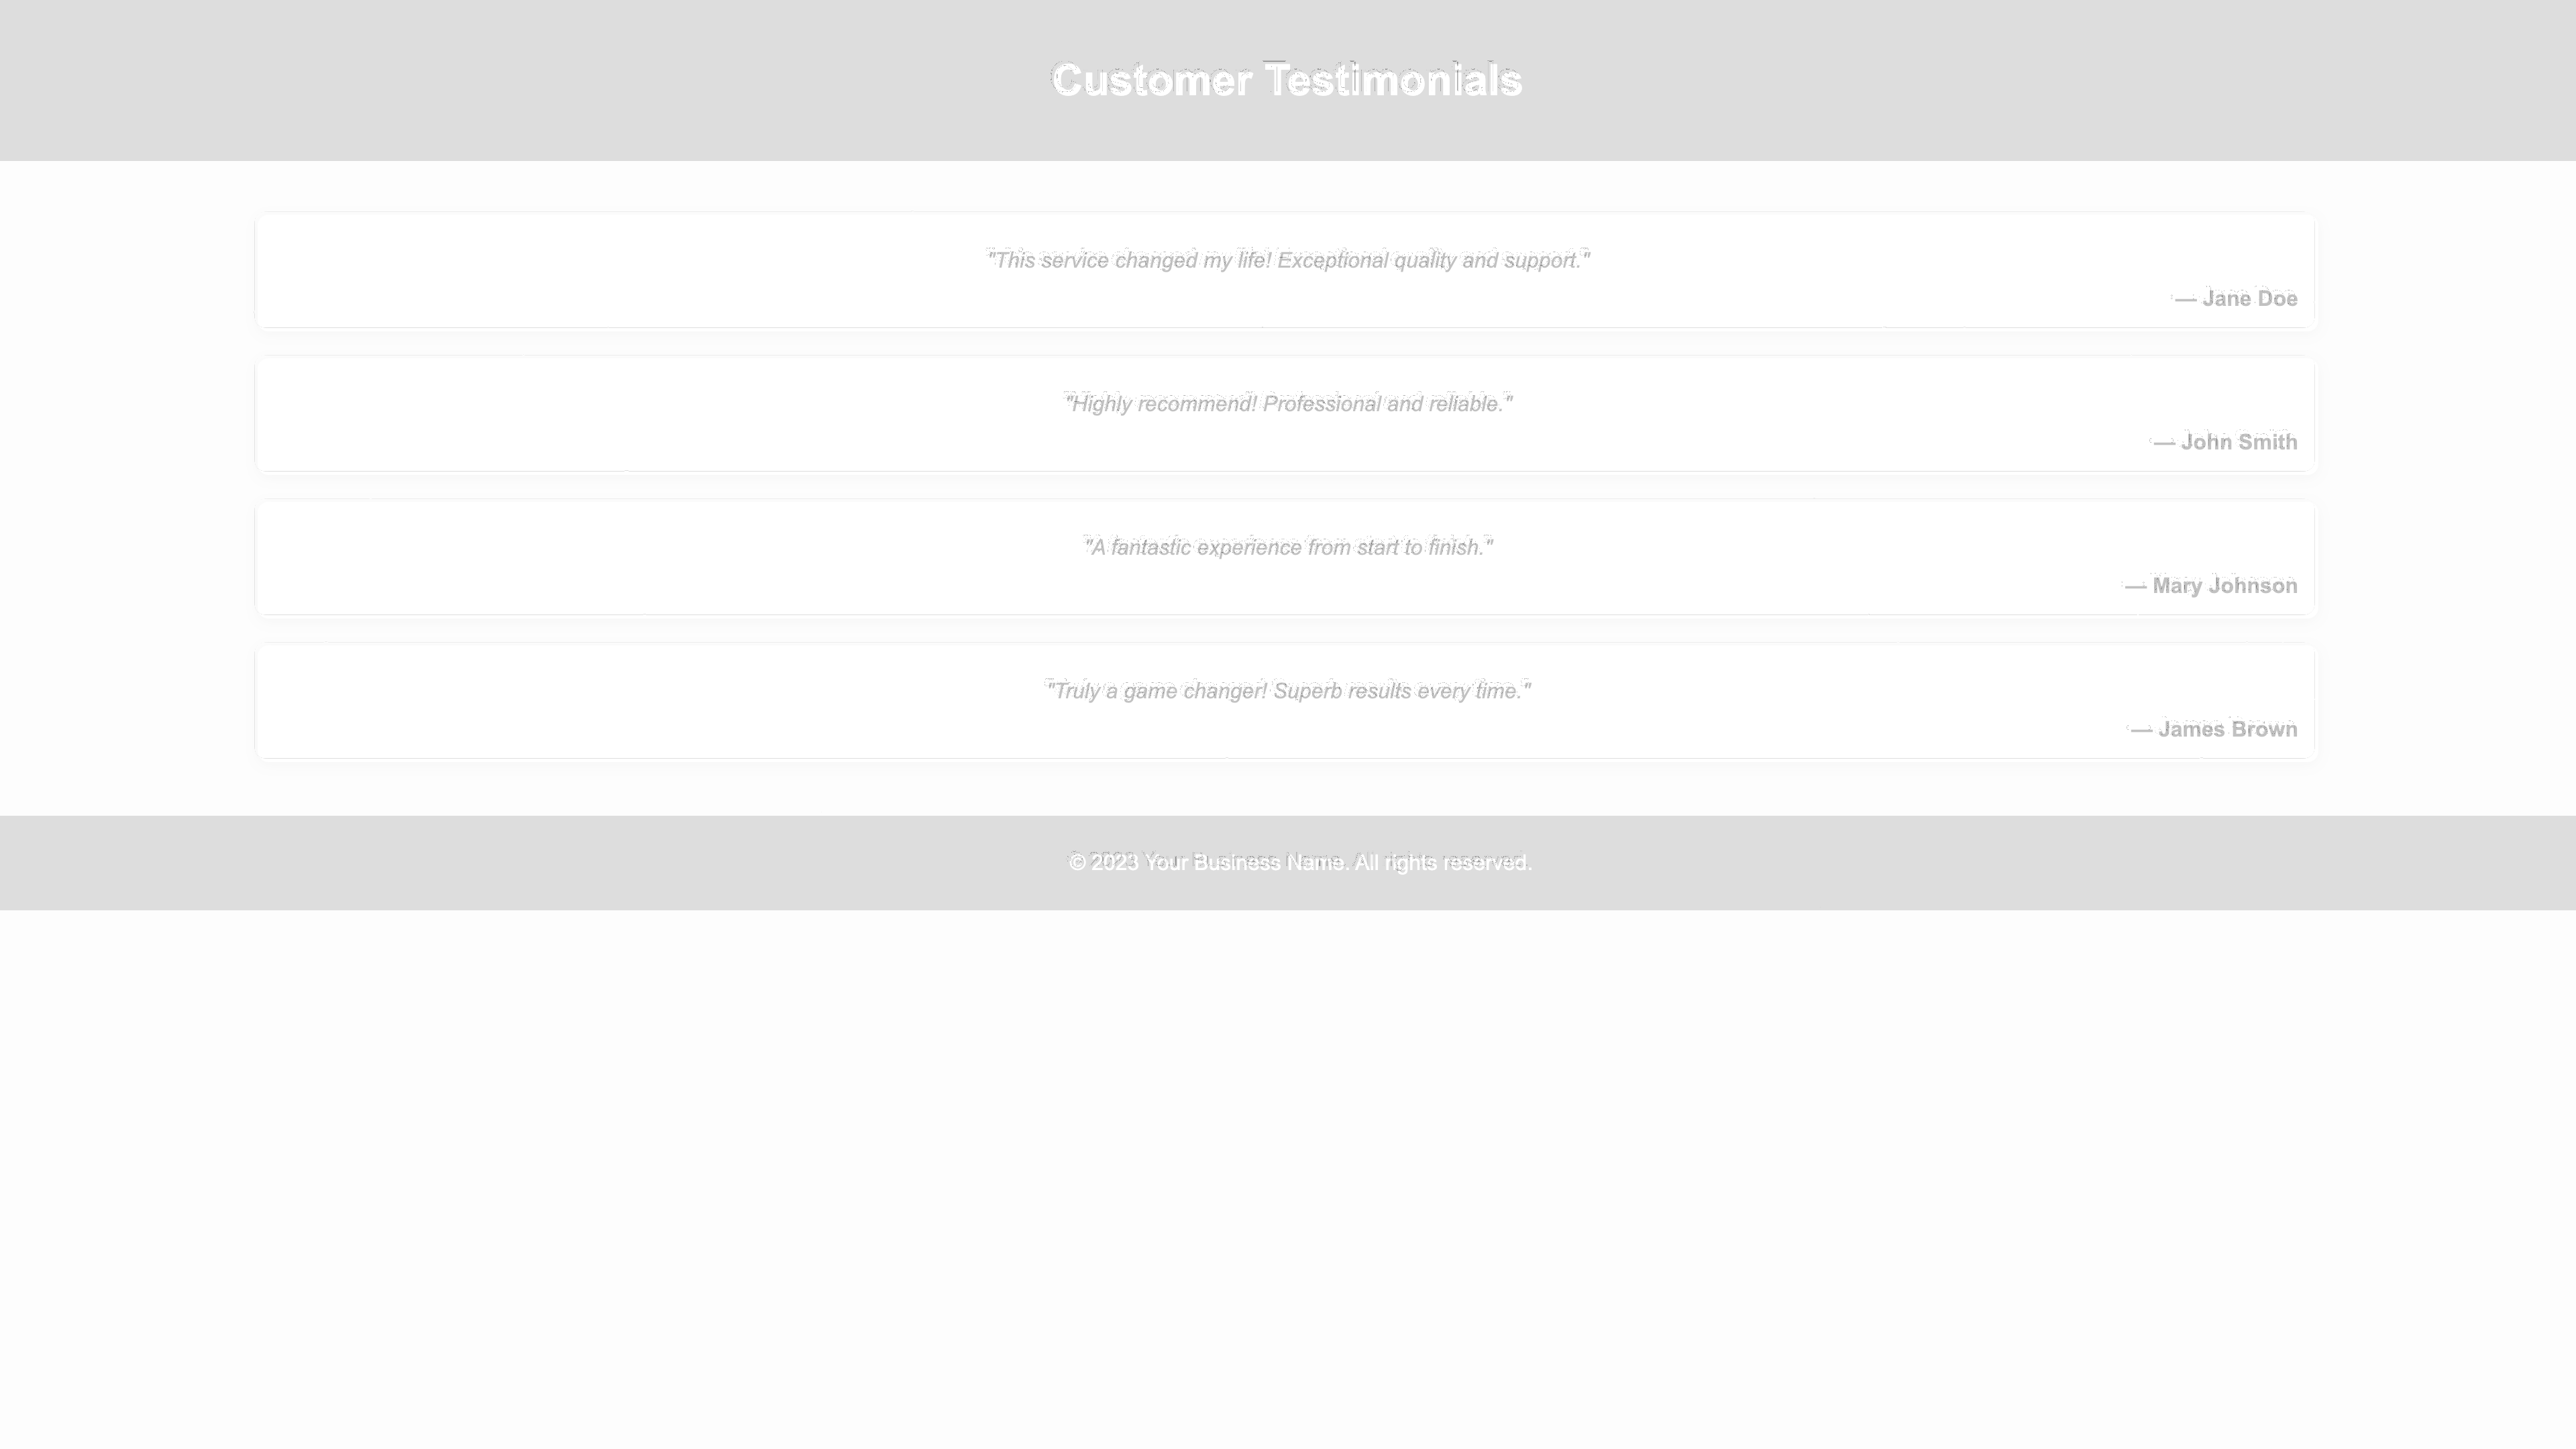 Customer Testimonials
"This service changed my life! Exceptional quality and support."
— Jane Doe
"Highly recommend! Professional and reliable."
— John Smith
"A fantastic experience from start to finish."
— Mary Johnson
"Truly a game changer! Superb results every time."
— James Brown
© 2023 Your Business Name. All rights reserved.